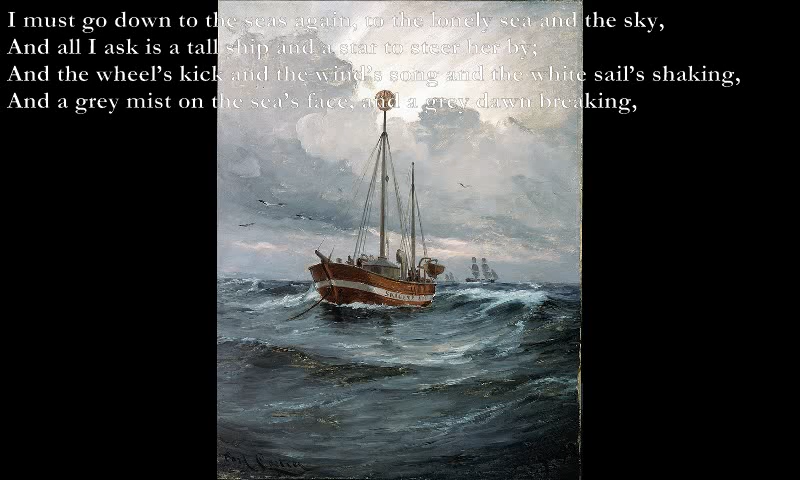 I must go down to the seas again, to the lonely sea and the sky,
And all I ask is a tall ship and a star to steer her by;
And the wheel’s kick and the wind’s song and the white sail’s shaking,
And a grey mist on the sea’s face, and a grey dawn breaking,